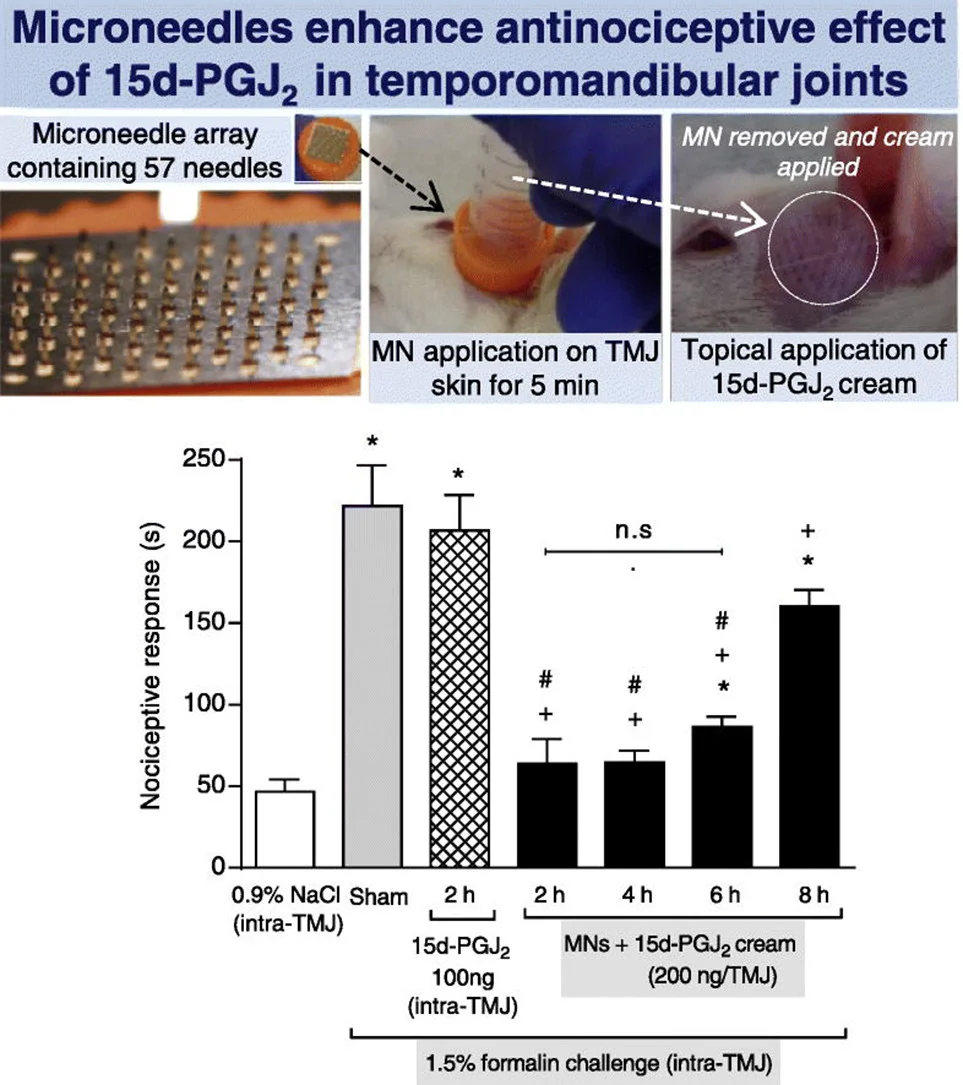 Microneedles enhance antinociceptive effect
of 15d-PGJ₂ in temporomandibular joints
Microneedle array
containing 57 needles
MN removed and cream
applied
MN application on TMJ
skin for 5 min
Topical application of
15d-PGJ₂ cream
Nociceptive response (s)
250
200
150
100
50
0
*
*
n.s
#
+
#
+
#
+
*
+
*
0.9% NaCl
(intra-TMJ)
Sham
2 h
2 h
4 h
6 h
8 h
15d-PGJ₂
100ng
(intra-TMJ)
MNs + 15d-PGJ₂ cream
(200 ng/TMJ)
1.5% formalin challenge (intra-TMJ)